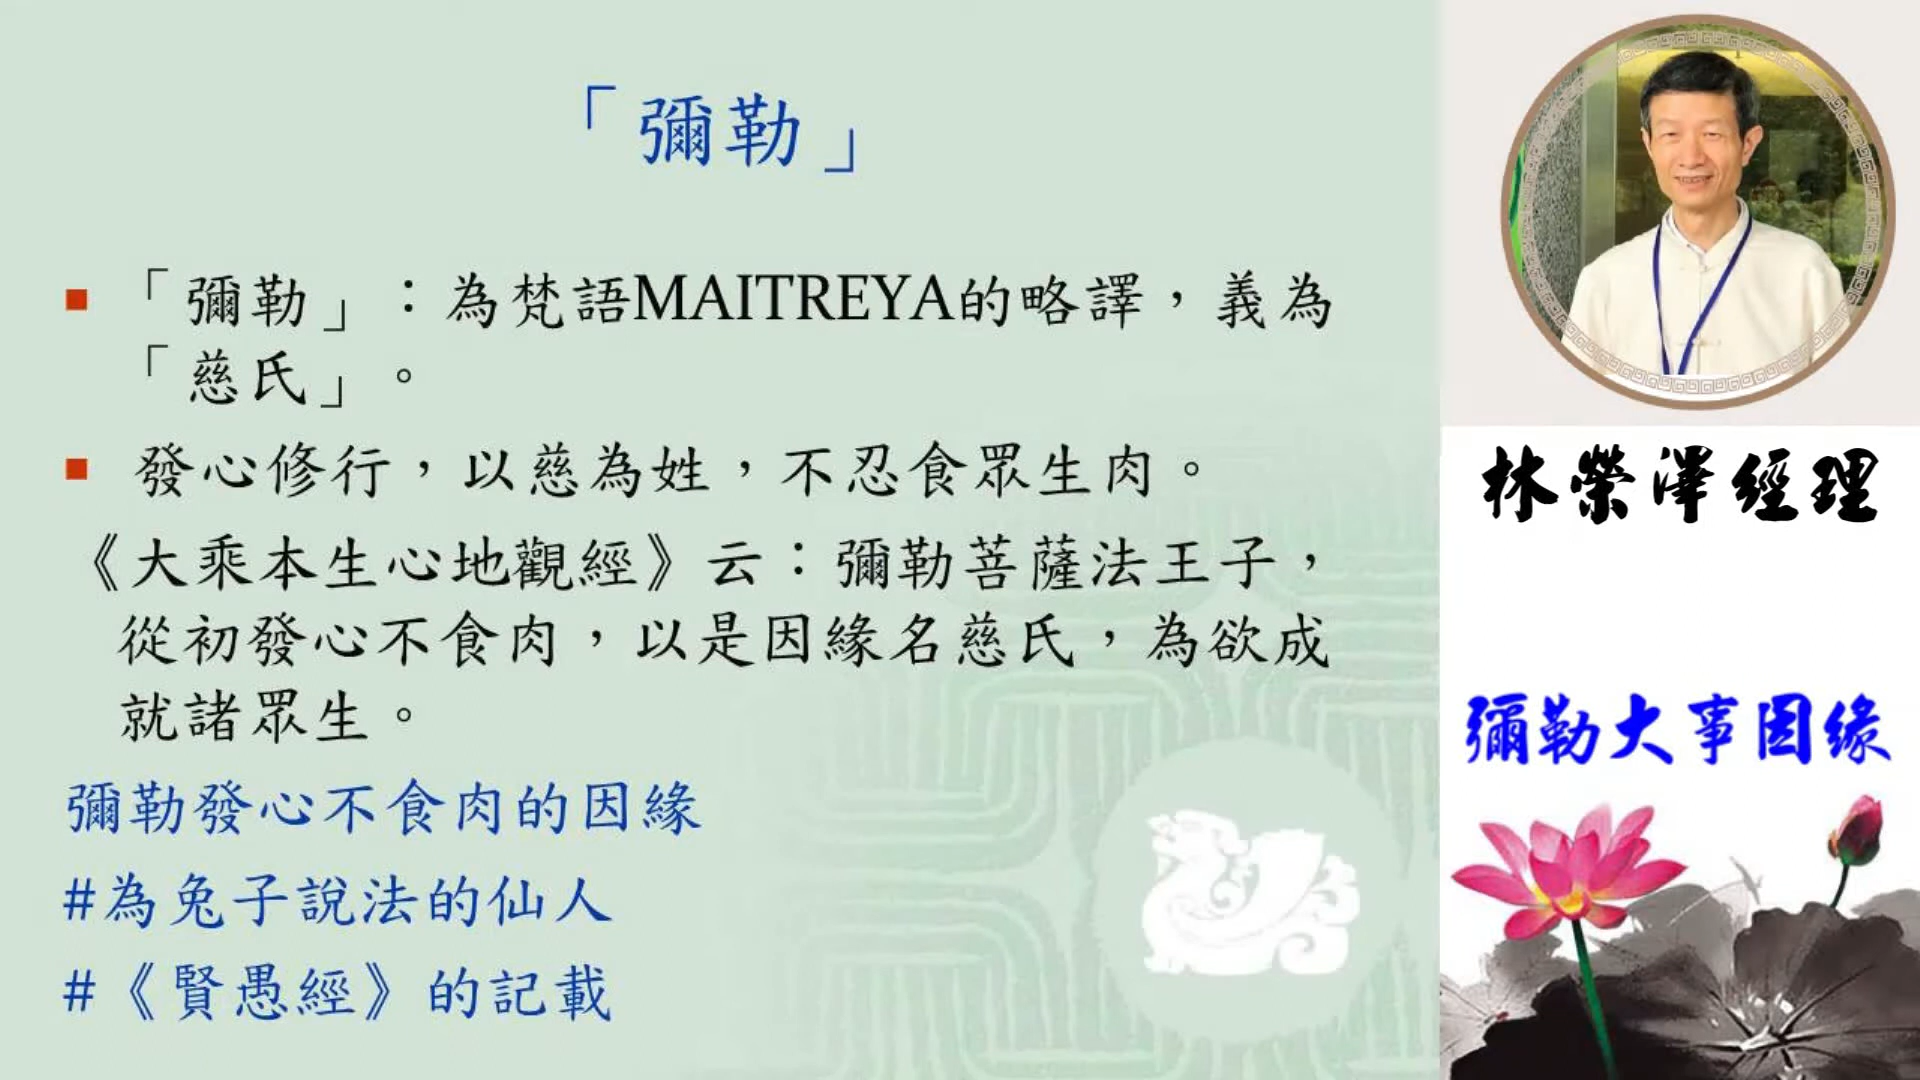 「彌勒」
「彌勒」：為梵語MAITREYA的略譯，義為
「慈氏」。
發心修行，以慈為姓，不忍食眾生肉。
《大乘本生心地觀經》云：彌勒菩薩法王子，
從初發心不食肉，以是因緣名慈氏，為欲成
就諸眾生。
彌勒發心不食肉的因緣
#為兔子說法的仙人
#《賢愚經》的記載
林榮澤經理
彌勒大事因缘